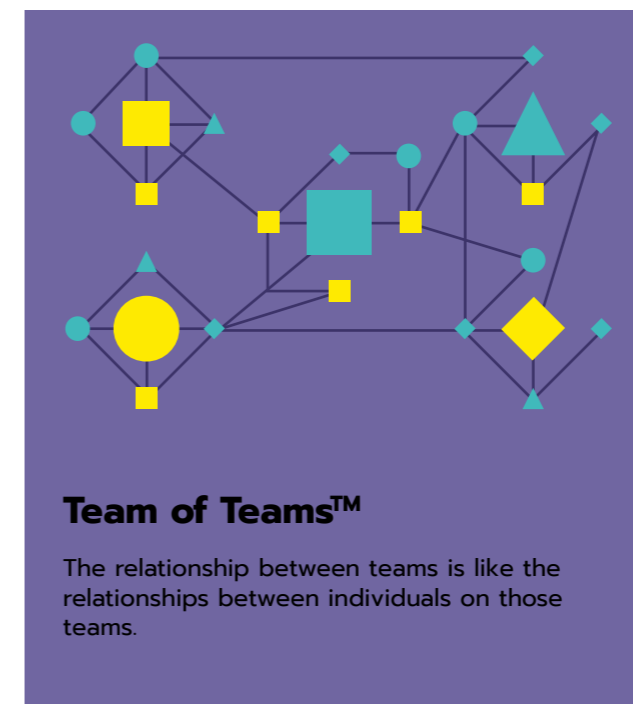 Team of Teams™
The relationship between teams is like the
relationships between individuals on those
teams.